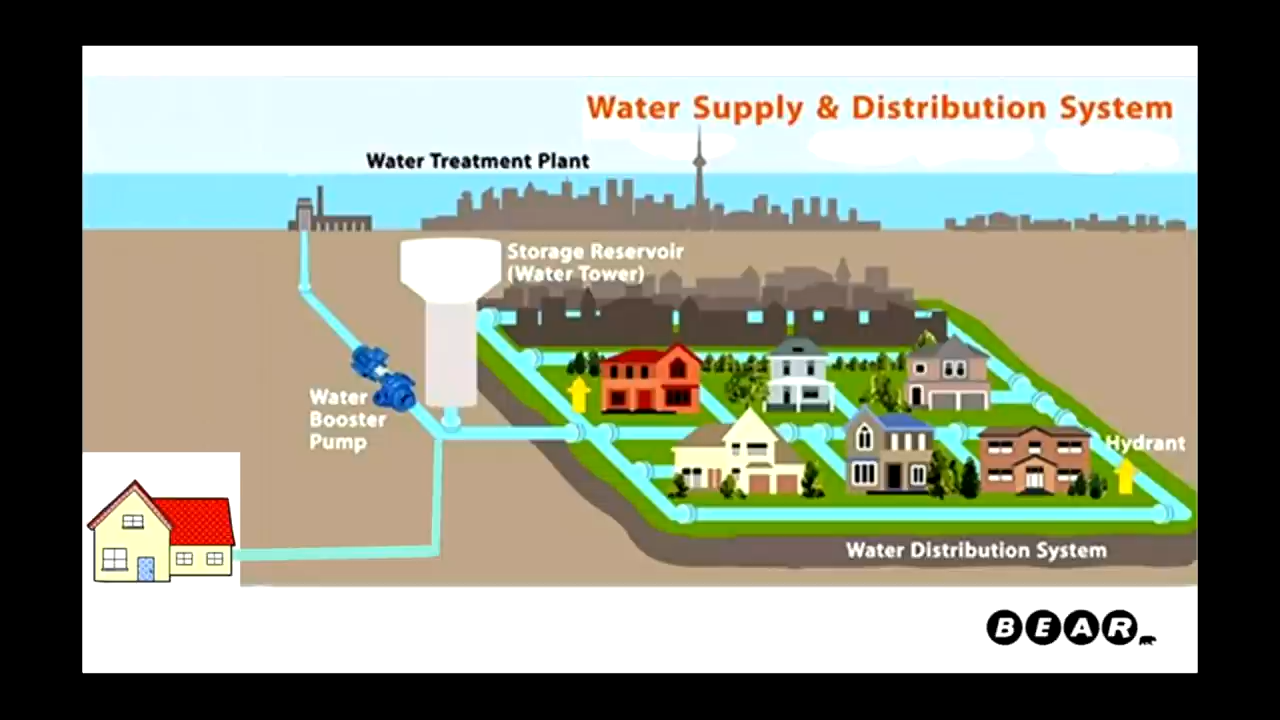 Water Supply & Distribution System
Water Treatment Plant
Storage Reservoir
(Water Tower)
Water
Booster
Pump
Hydrant
Water Distribution System
BEAR